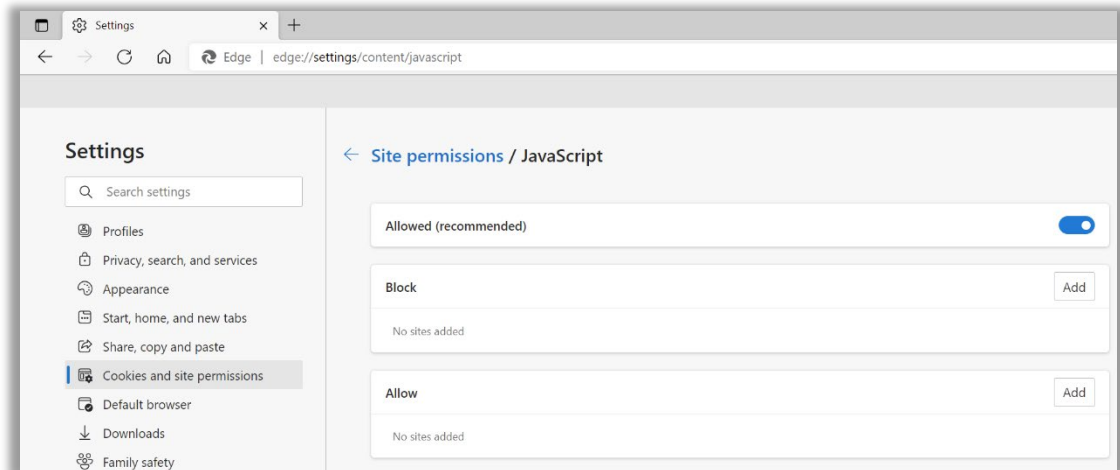 Settings
Edge | edge://settings/content/javascript
Settings
Search settings
Profiles
Privacy, search, and services
Appearance
Start, home, and new tabs
Share, copy and paste
Cookies and site permissions
Default browser
Downloads
Family safety
Site permissions / JavaScript
Allowed (recommended)
Block
Add
No sites added
Allow
Add
No sites added